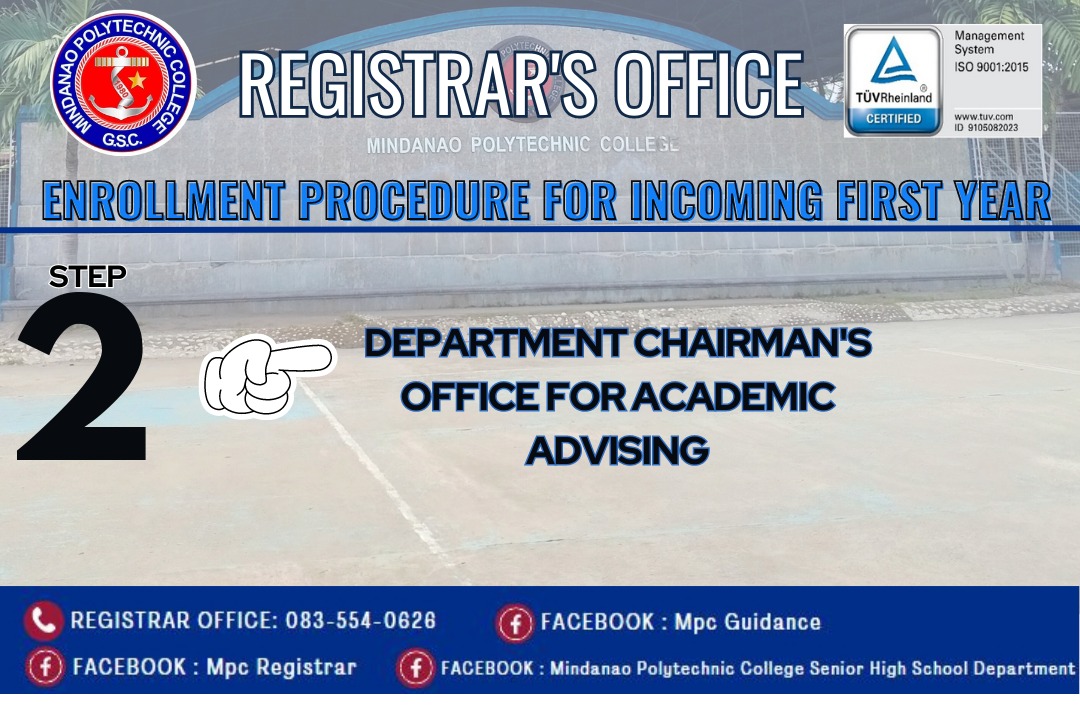 MINDANAO POLYTECHNIC COLLEGE
1980
G.S.C.
REGISTRAR'S OFFICE
TÜVRheinland®
CERTIFIED
Management
System
ISO 9001:2015
www.tuv.com
ID 9105082023
MINDANAO POLYTECHNIC COLLEGE
ENROLLMENT PROCEDURE FOR INCOMING FIRST YEAR
STEP
2
DEPARTMENT CHAIRMAN'S
OFFICE FOR ACADEMIC
ADVISING
REGISTRAR OFFICE: 083-554-0626
FACEBOOK : Mpc Guidance
FACEBOOK : Mpc Registrar
FACEBOOK : Mindanao Polytechnic College Senior High School Department